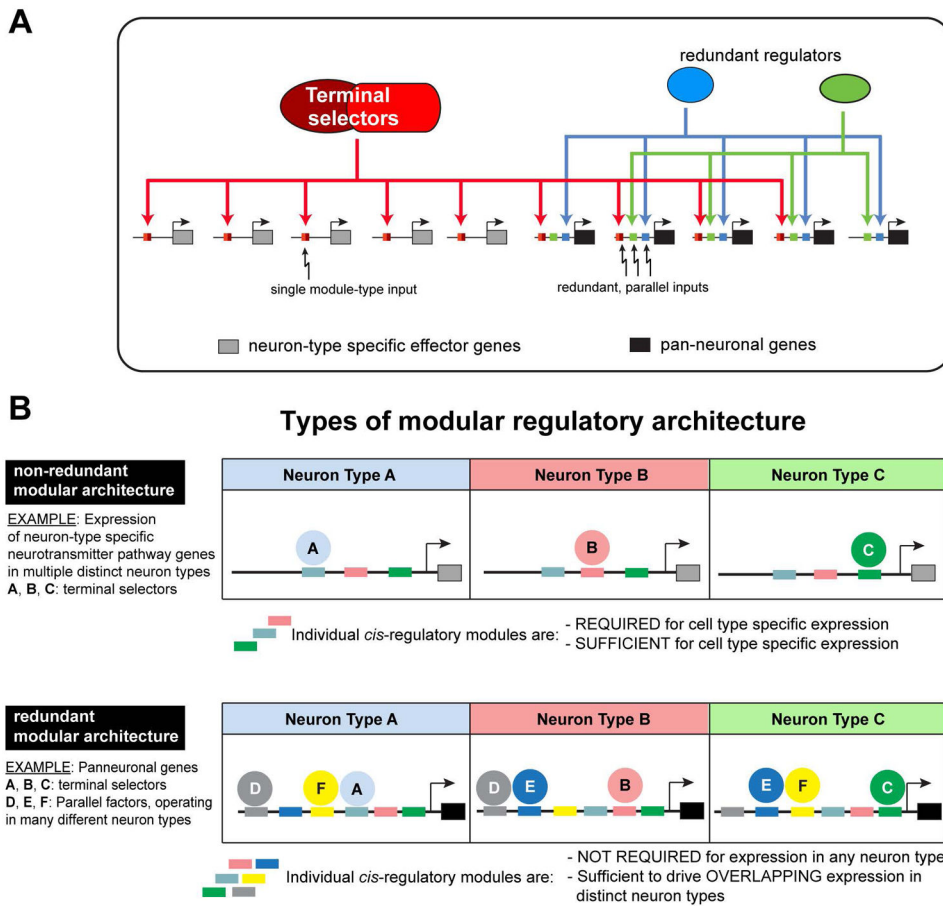 A
redundant regulators
Terminal
selectors
single module-type input
redundant, parallel inputs
neuron-type specific effector genes
pan-neuronal genes
B
Types of modular regulatory architecture
non-redundant
modular architecture
EXAMPLE: Expression
of neuron-type specific
neurotransmitter pathway genes
in multiple distinct neuron types
A, B, C: terminal selectors
Neuron Type A
Neuron Type B
Neuron Type C
A
B
C
Individual cis-regulatory modules are:
- REQUIRED for cell type specific expression
- SUFFICIENT for cell type specific expression
redundant
modular architecture
EXAMPLE: Panneuronal genes
A, B, C: terminal selectors
D, E, F: Parallel factors, operating
in many different neuron types
Neuron Type A
Neuron Type B
Neuron Type C
D F A
D E B
E F C
Individual cis-regulatory modules are:
- NOT REQUIRED for expression in any neuron type
- Sufficient to drive OVERLAPPING expression in
distinct neuron types